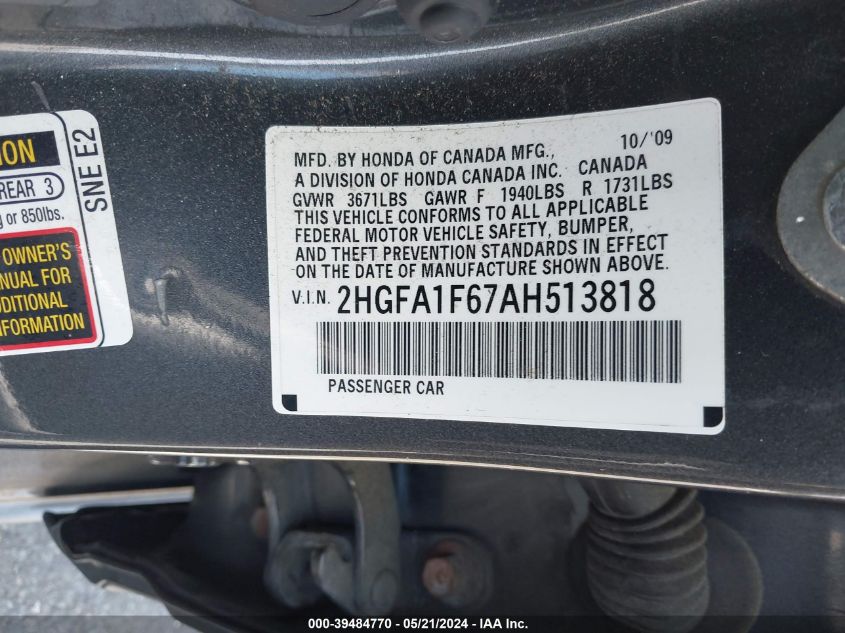 ION
REAR 3
g or 850lbs.
OWNER'S
NUAL FOR
DITIONAL
INFORMATION
SNE E2
10/'09
MFD. BY HONDA OF CANADA MFG.,
A DIVISION OF HONDA CANADA INC. CANADA
GVWR 3671LBS GAWR F 1940LBS R 1731LBS
THIS VEHICLE CONFORMS TO ALL APPLICABLE
FEDERAL MOTOR VEHICLE SAFETY, BUMPER,
AND THEFT PREVENTION STANDARDS IN EFFECT
ON THE DATE OF MANUFACTURE SHOWN ABOVE.
V.I.N. 2HGFA1F67AH513818
PASSENGER CAR
000-39484770 - 05/21/2024 - IAA Inc.